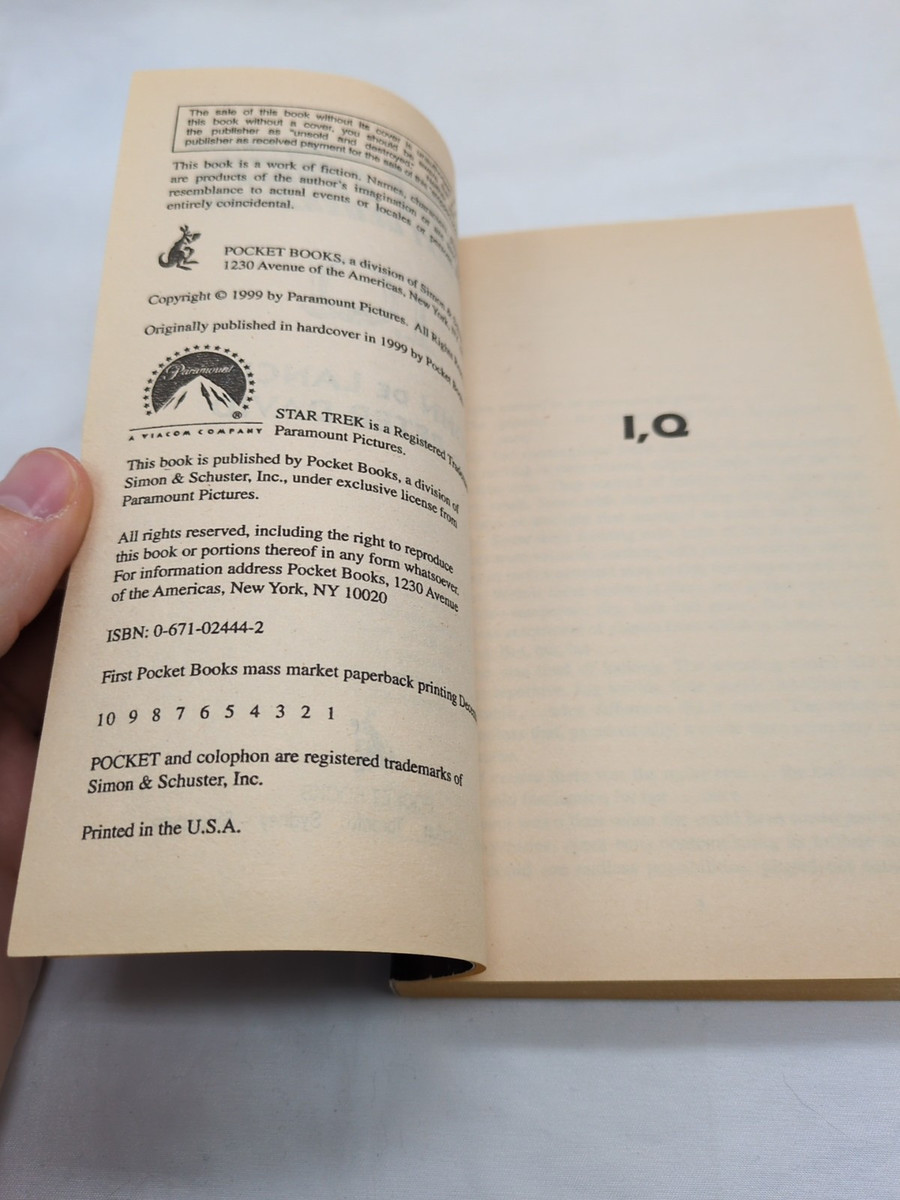 The sale of this book without its cover is
this book without a cover, you should be
the publisher as "unsold and destroyed."
publisher as received payment for the sale of this
This book is a work of fiction. Names,
are products of the author's imagination or are
resemblance to actual events or locales or
entirely coincidental.
POCKET BOOKS, a division of Simon &
1230 Avenue of the Americas, New York,
Copyright © 1999 by Paramount Pictures. All Rights
Originally published in hardcover in 1999 by Pocket
Paramount
®
A VIACOM COMPANY
STAR TREK is a Registered
Paramount Pictures.
This book is published by Pocket Books, a division of
Simon & Schuster, Inc., under exclusive license from
Paramount Pictures.
All rights reserved, including the right to reproduce
this book or portions thereof in any form whatsoever.
For information address Pocket Books, 1230 Avenue
of the Americas, New York, NY 10020
ISBN: 0-671-02444-2
First Pocket Books mass market paperback printing
10 9 8 7 6 5 4 3 2 1
POCKET and colophon are registered trademarks of
Simon & Schuster, Inc.
Printed in the U.S.A.
I,Q